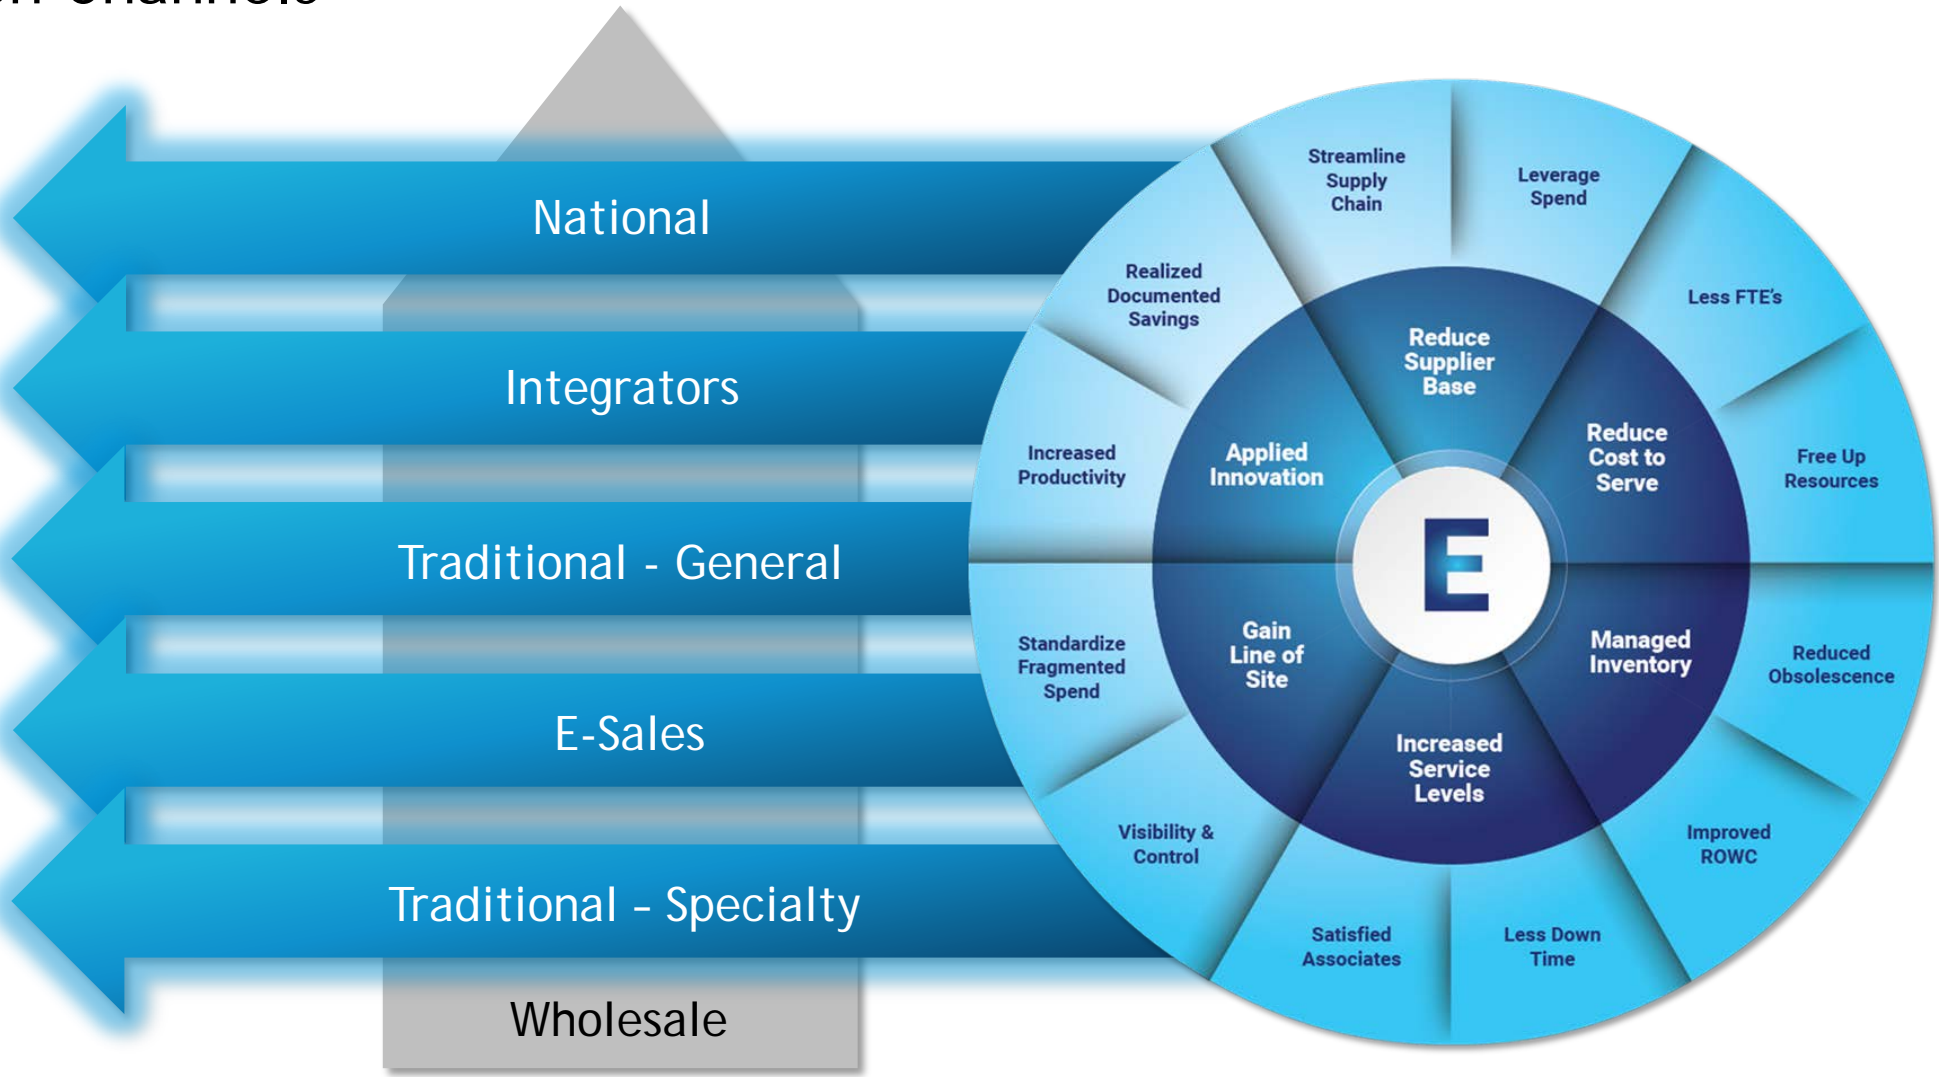 National
Integrators
Traditional - General
E-Sales
Traditional – Specialty
Wholesale
Streamline
Supply
Chain
Leverage
Spend
Realized
Documented
Savings
Less FTE's
Increased
Productivity
Free Up
Resources
Standardize
Fragmented
Spend
Reduced
Obsolescence
Visibility &
Control
Improved
ROWC
Satisfied
Associates
Less Down
Time
Reduce
Supplier
Base
Applied
Innovation
Reduce
Cost to
Serve
Gain
Line of
Site
Managed
Inventory
Increased
Service
Levels
E